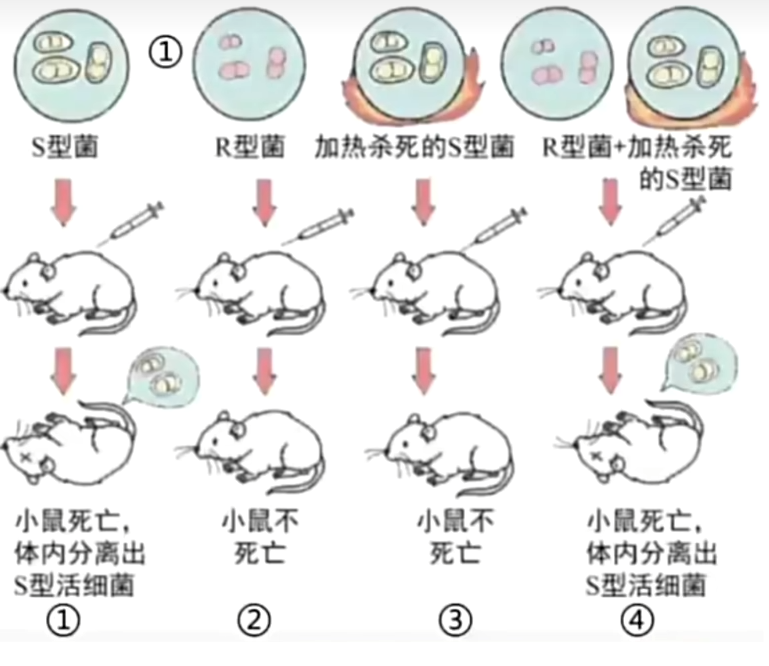 ①
S型菌
R型菌
加热杀死的S型菌
R型菌+加热杀死
的S型菌
小鼠死亡,
体内分离出
S型活细菌
小鼠不
死亡
小鼠不
死亡
小鼠死亡,
体内分离出
S型活细菌
①
②
③
④